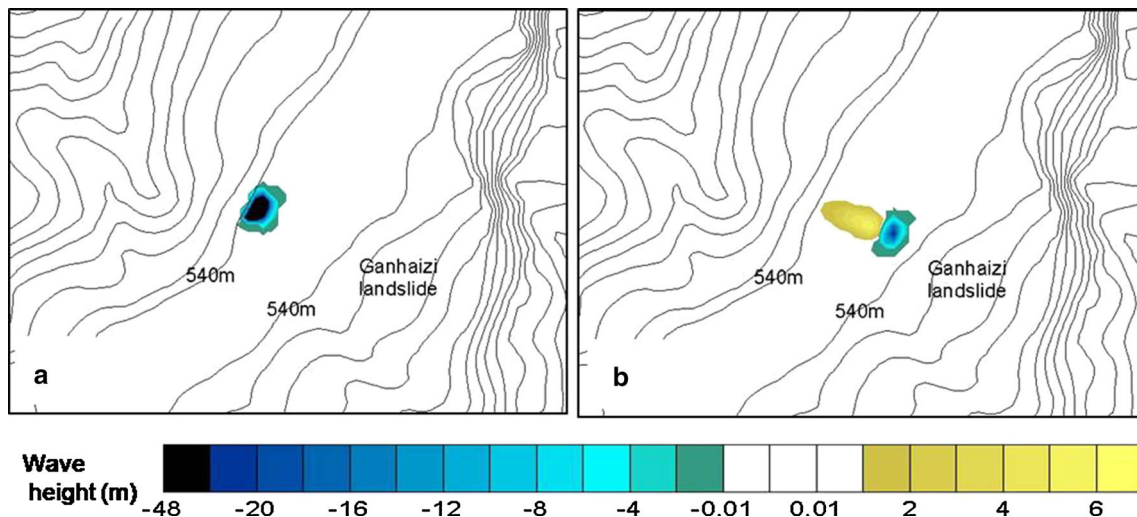 540m
540m
Ganhaizi
landslide
a
540m
540m
Ganhaizi
landslide
b
Wave
height (m)
-48 -20 -16 -12 -8 -4 -0.01 0.01 2 4 6